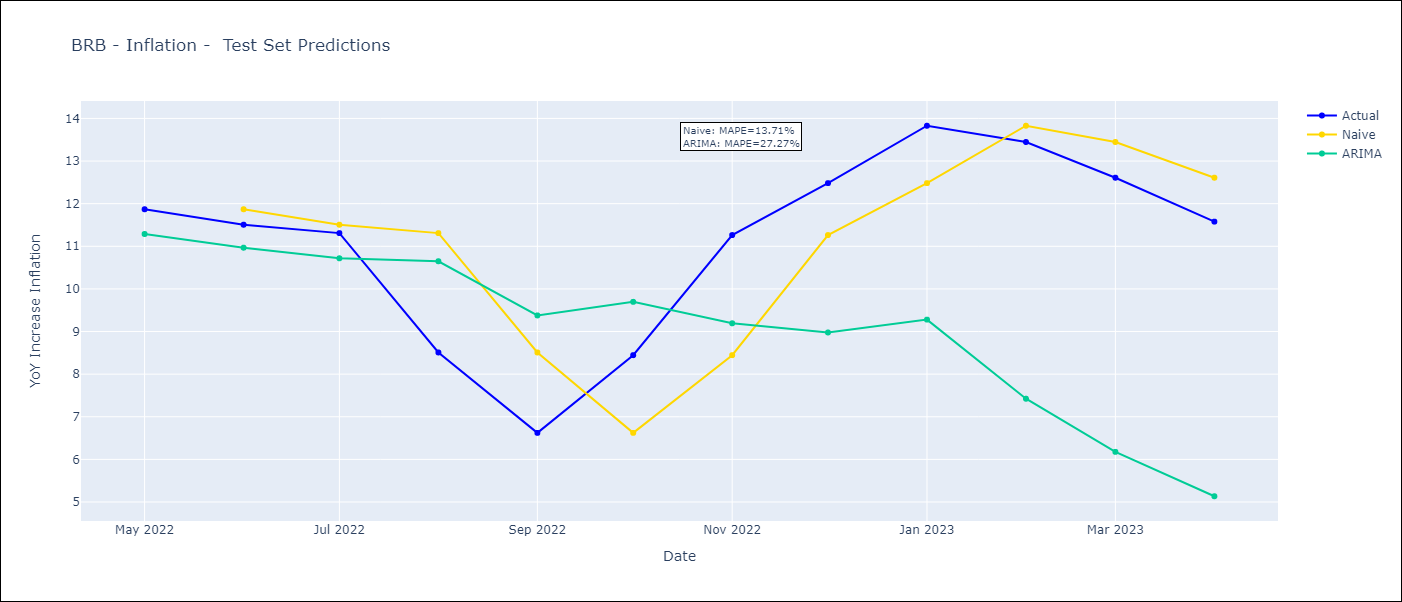 BRB - Inflation -  Test Set Predictions
Naive: MAPE=13.71%
ARIMA: MAPE=27.27%
Actual
Naive
ARIMA
YoY Increase Inflation
14
13
12
11
10
9
8
7
6
5
May 2022
Jul 2022
Sep 2022
Nov 2022
Jan 2023
Mar 2023
Date